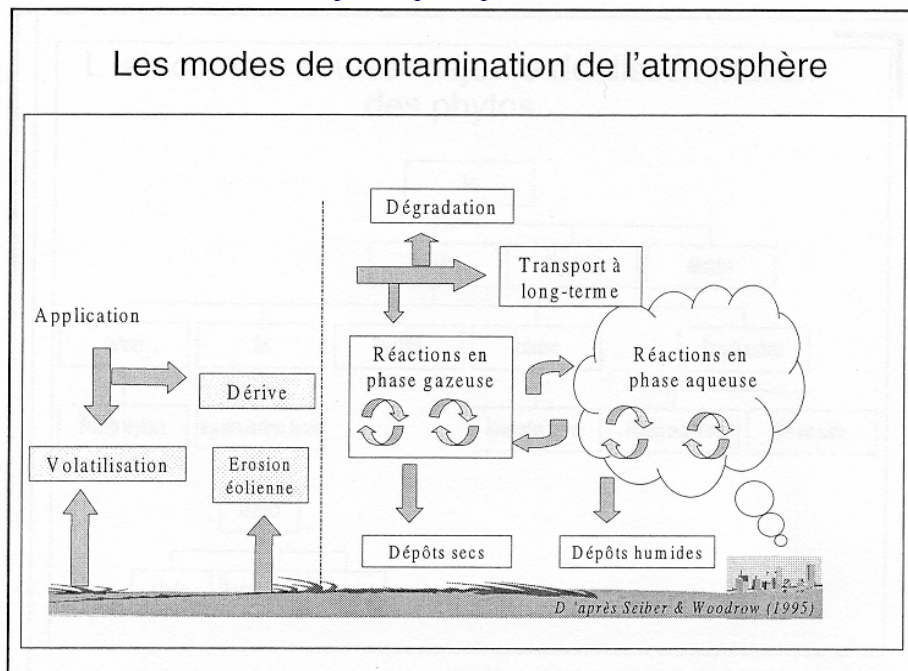 Les modes de contamination de l'atmosphère
Dégradation
Transport à
long-terme
Application
Dérive
Volatilisation
Erosion
éolienne
Réactions en
phase gazeuse
Réactions en
phase aqueuse
Dépôts secs
Dépôts humides
D 'après Seiber & Woodrow (1995)